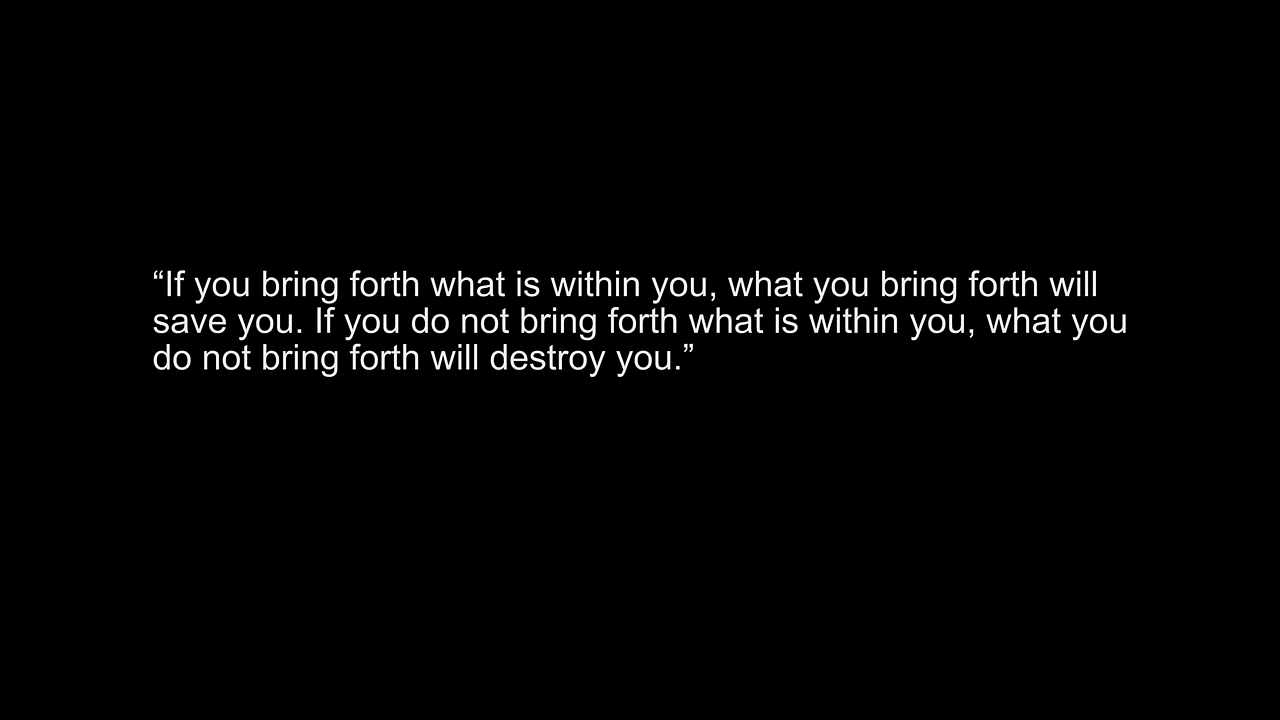 “If you bring forth what is within you, what you bring forth will
save you. If you do not bring forth what is within you, what you
do not bring forth will destroy you.”